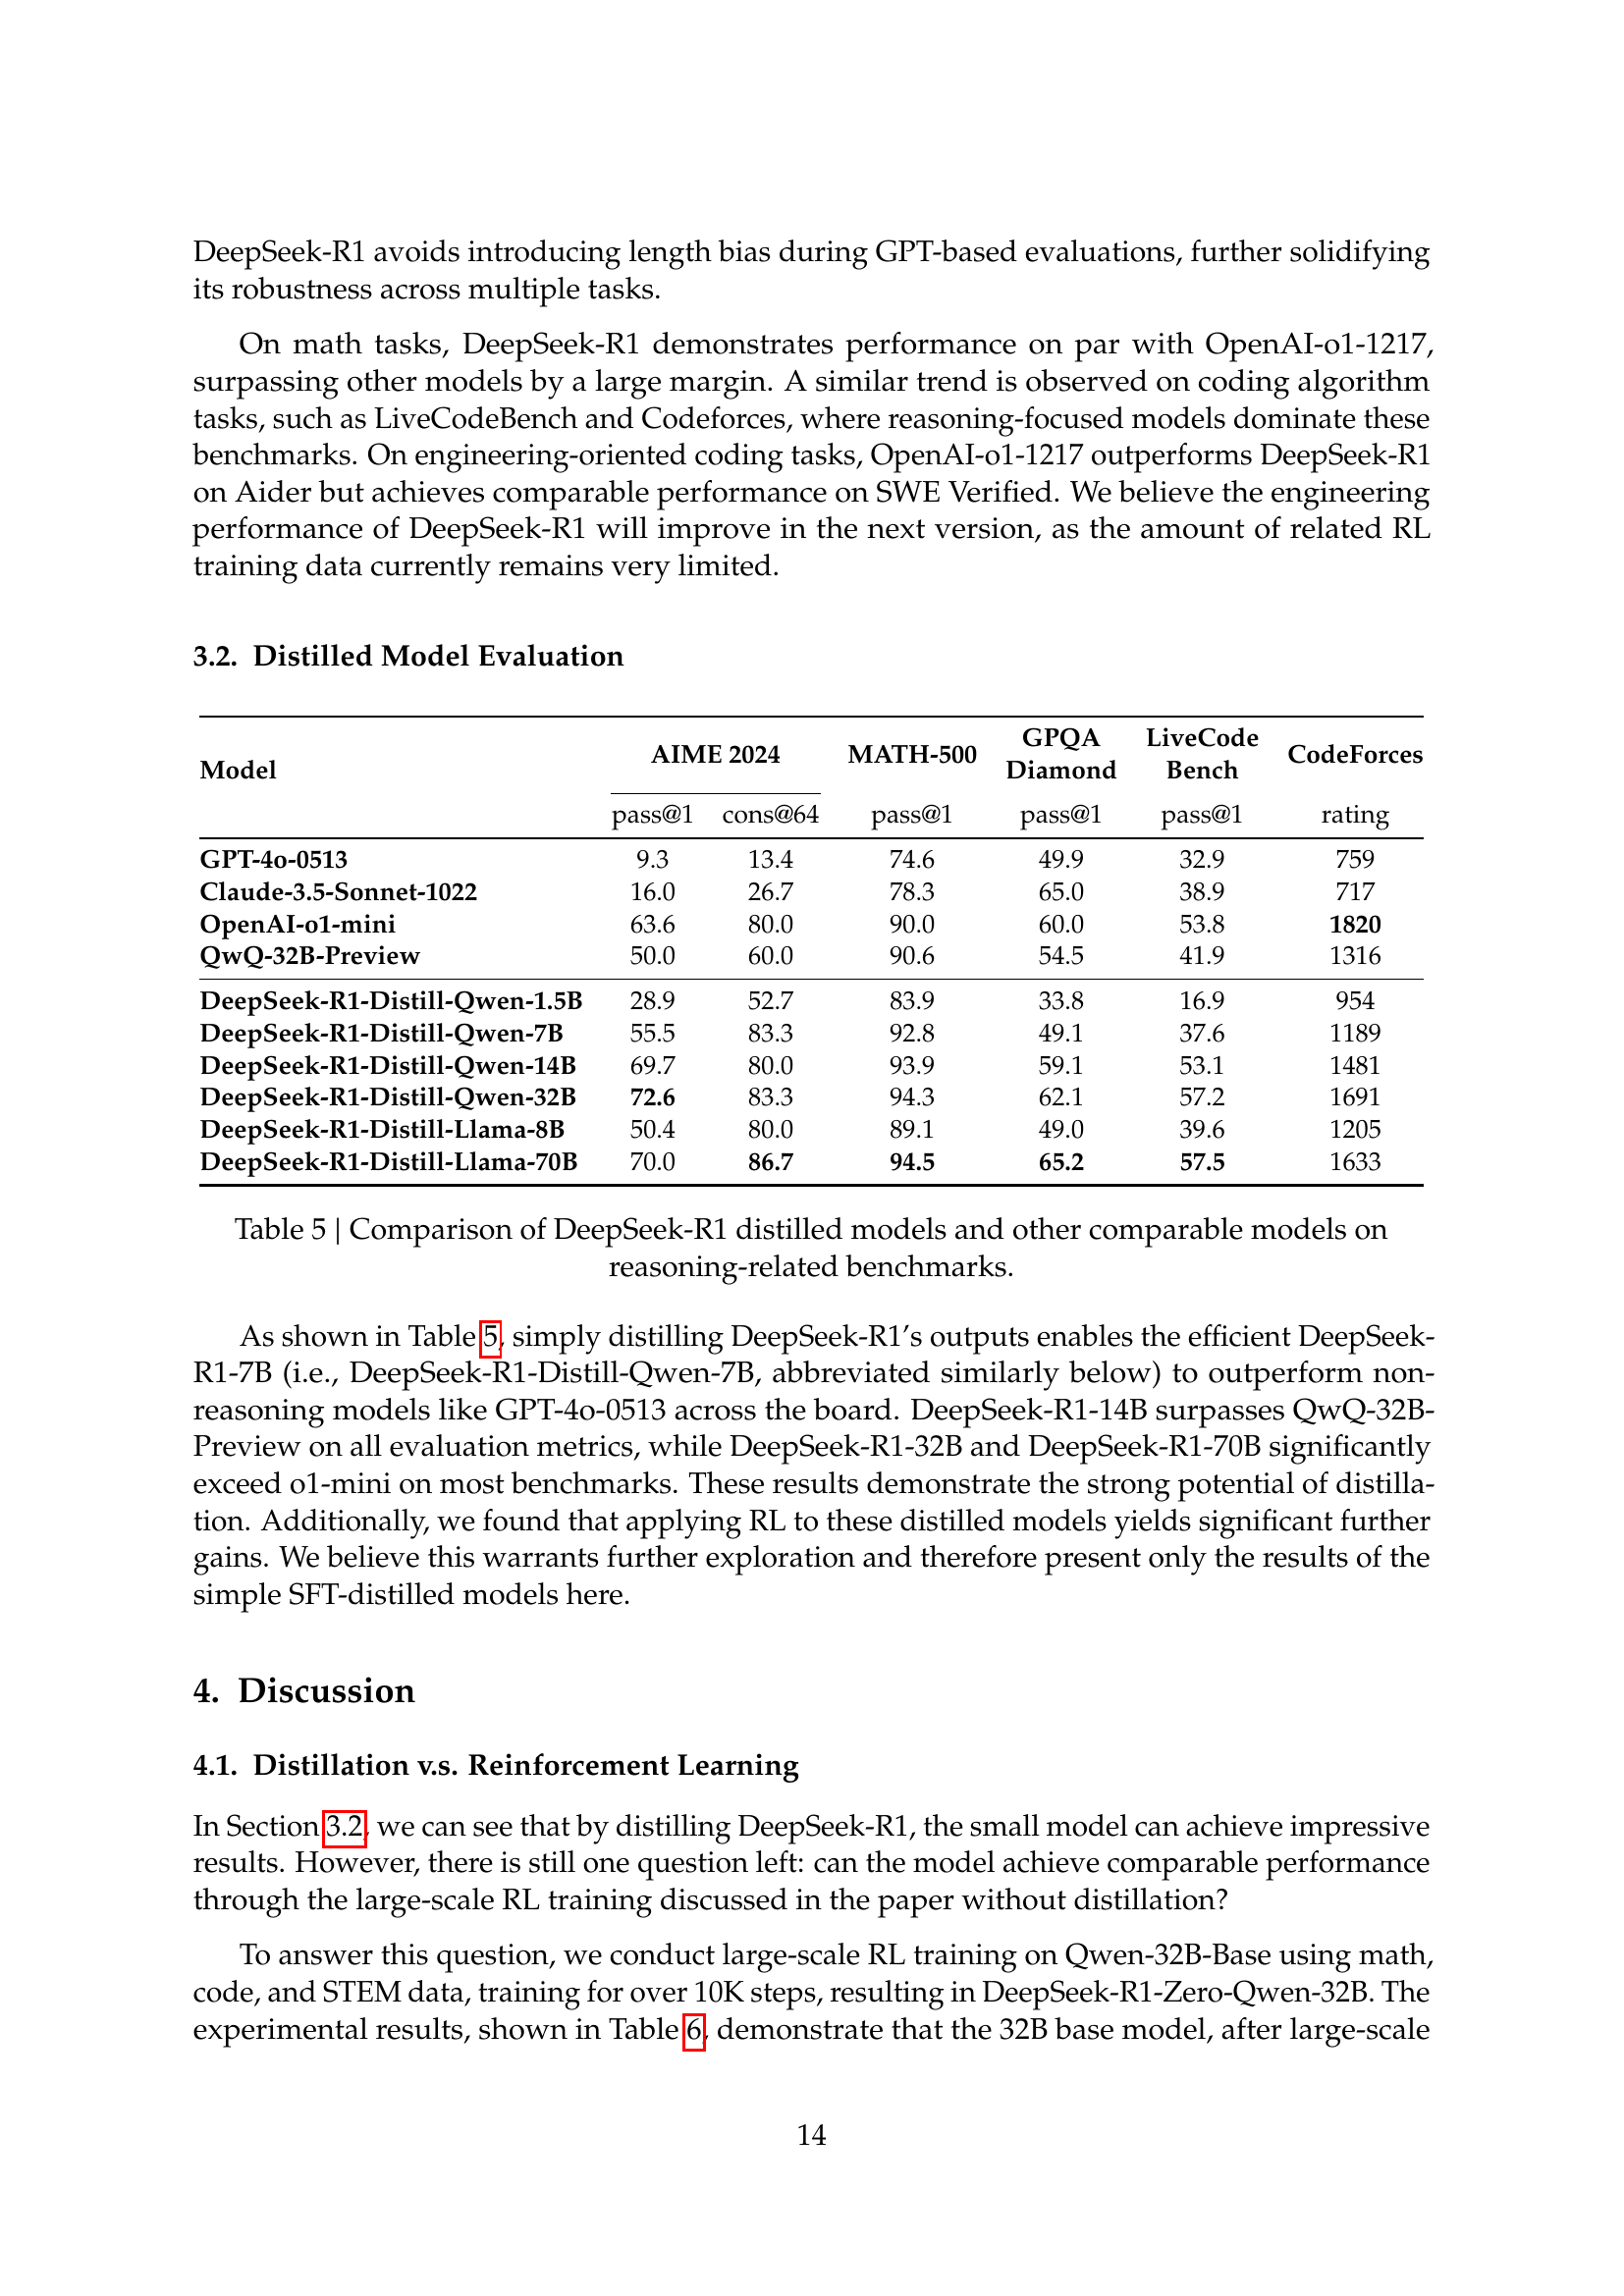 DeepSeek-R1 avoids introducing length bias during GPT-based evaluations, further solidifying
its robustness across multiple tasks.
On math tasks, DeepSeek-R1 demonstrates performance on par with OpenAI-o1-1217,
surpassing other models by a large margin. A similar trend is observed on coding algorithm
tasks, such as LiveCodeBench and Codeforces, where reasoning-focused models dominate these
benchmarks. On engineering-oriented coding tasks, OpenAI-o1-1217 outperforms DeepSeek-R1
on Aider but achieves comparable performance on SWE Verified. We believe the engineering
performance of DeepSeek-R1 will improve in the next version, as the amount of related RL
training data currently remains very limited.
3.2. Distilled Model Evaluation
Model AIME 2024 MATH-500 GPQA Diamond LiveCode Bench CodeForces
pass@1 cons@64 pass@1 pass@1 pass@1 rating
GPT-4o-0513 9.3 13.4 74.6 49.9 32.9 759
Claude-3.5-Sonnet-1022 16.0 26.7 78.3 65.0 38.9 717
OpenAI-o1-mini 63.6 80.0 90.0 60.0 53.8 1820
QwQ-32B-Preview 50.0 60.0 90.6 54.5 41.9 1316
DeepSeek-R1-Distill-Qwen-1.5B 28.9 52.7 83.9 33.8 16.9 954
DeepSeek-R1-Distill-Qwen-7B 55.5 83.3 92.8 49.1 37.6 1189
DeepSeek-R1-Distill-Qwen-14B 69.7 80.0 93.9 59.1 53.1 1481
DeepSeek-R1-Distill-Qwen-32B 72.6 83.3 94.3 62.1 57.2 1691
DeepSeek-R1-Distill-Llama-8B 50.4 80.0 89.1 49.0 39.6 1205
DeepSeek-R1-Distill-Llama-70B 70.0 86.7 94.5 65.2 57.5 1633
Table 5 | Comparison of DeepSeek-R1 distilled models and other comparable models on
reasoning-related benchmarks.
As shown in Table 5, simply distilling DeepSeek-R1's outputs enables the efficient DeepSeek-
R1-7B (i.e., DeepSeek-R1-Distill-Qwen-7B, abbreviated similarly below) to outperform non-
reasoning models like GPT-4o-0513 across the board. DeepSeek-R1-14B surpasses QwQ-32B-
Preview on all evaluation metrics, while DeepSeek-R1-32B and DeepSeek-R1-70B significantly
exceed o1-mini on most benchmarks. These results demonstrate the strong potential of distilla-
tion. Additionally, we found that applying RL to these distilled models yields significant further
gains. We believe this warrants further exploration and therefore present only the results of the
simple SFT-distilled models here.
4. Discussion
4.1. Distillation v.s. Reinforcement Learning
In Section 3.2, we can see that by distilling DeepSeek-R1, the small model can achieve impressive
results. However, there is still one question left: can the model achieve comparable performance
through the large-scale RL training discussed in the paper without distillation?
To answer this question, we conduct large-scale RL training on Qwen-32B-Base using math,
code, and STEM data, training for over 10K steps, resulting in DeepSeek-R1-Zero-Qwen-32B. The
experimental results, shown in Table 6, demonstrate that the 32B base model, after large-scale
14